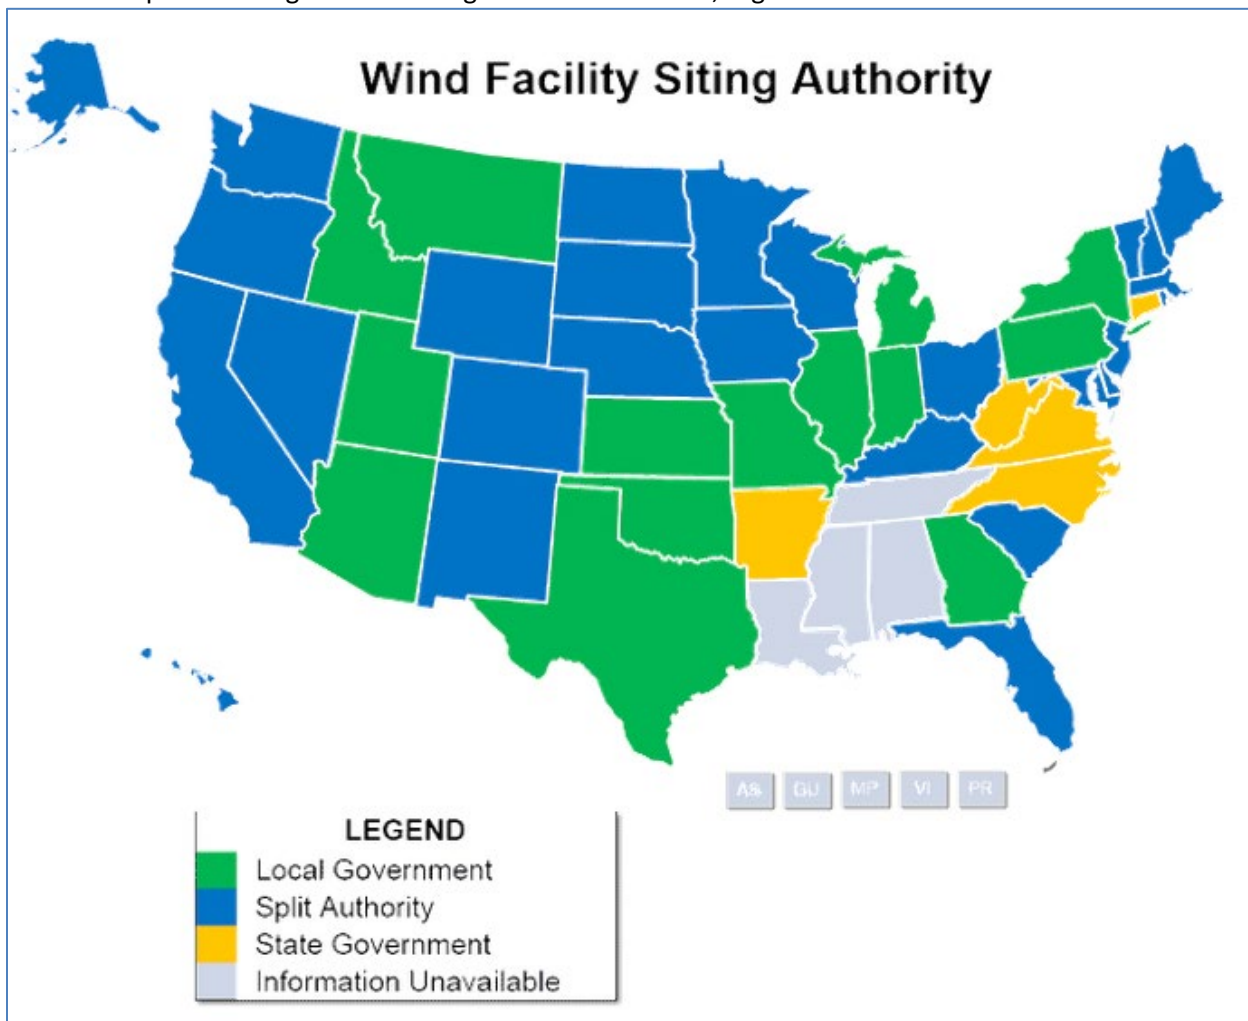 Wind Facility Siting Authority
AS GU MP VI PR
LEGEND
Local Government
Split Authority
State Government
Information Unavailable